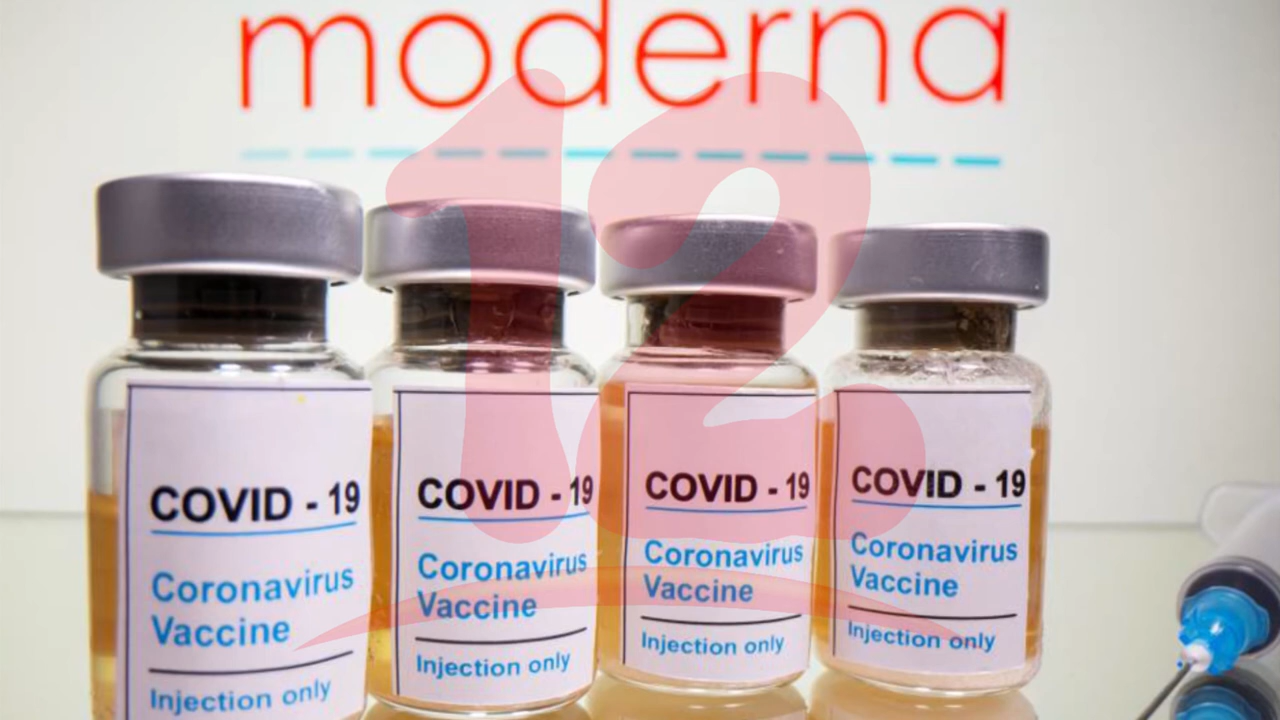 moderna
12
COVID - 19
Coronavirus
Vaccine
Injection only
COVID - 19
Coronavirus
Vaccine
Injection only
COVID - 19
Coronavirus
Vaccine
Injection only
COVID - 19
Coronavirus
Vaccine
Injection only